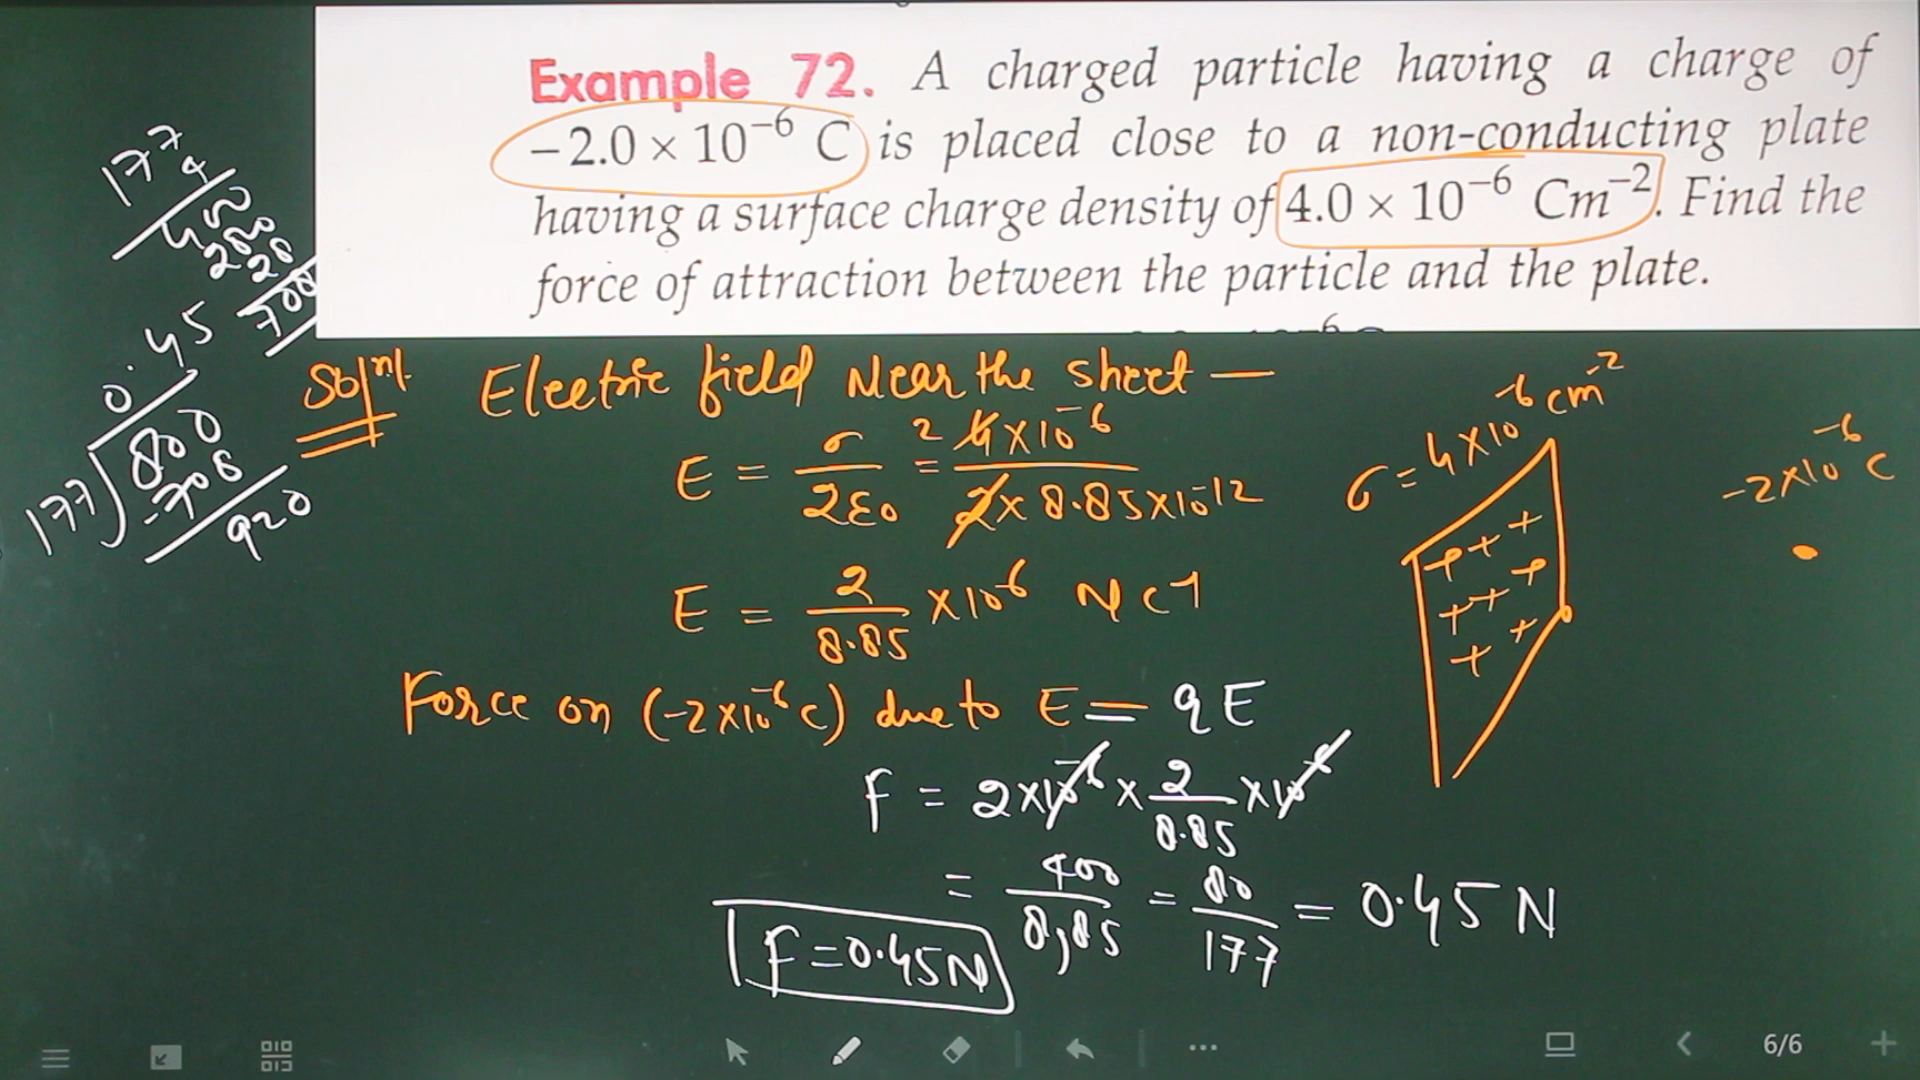 Example 72. A charged particle having a charge of
−2.0 × 10⁻⁶ C is placed close to a non-conducting plate
having a surface charge density of 4.0 × 10⁻⁶ Cm⁻². Find the
force of attraction between the particle and the plate.
Solⁿ. Electric field Near the sheet —
E = σ/2ε0 = 2 4×10⁻⁶/2×8.85×10⁻¹²
E = 2/8.85 ×10⁶ NC⁻¹
Force on (-2×10⁻⁶C) due to E = qE
F = 2×10⁻⁶ × 2/8.85 × 10⁶
= 400/8.85 = 80/177 = 0.45 N
F=0.45N
σ = 4×10⁻⁶ cm⁻²
-2×10⁻⁶ C
+ + +
+ + +
+ +
177
4
0.45
177)800
-708
920
6/6